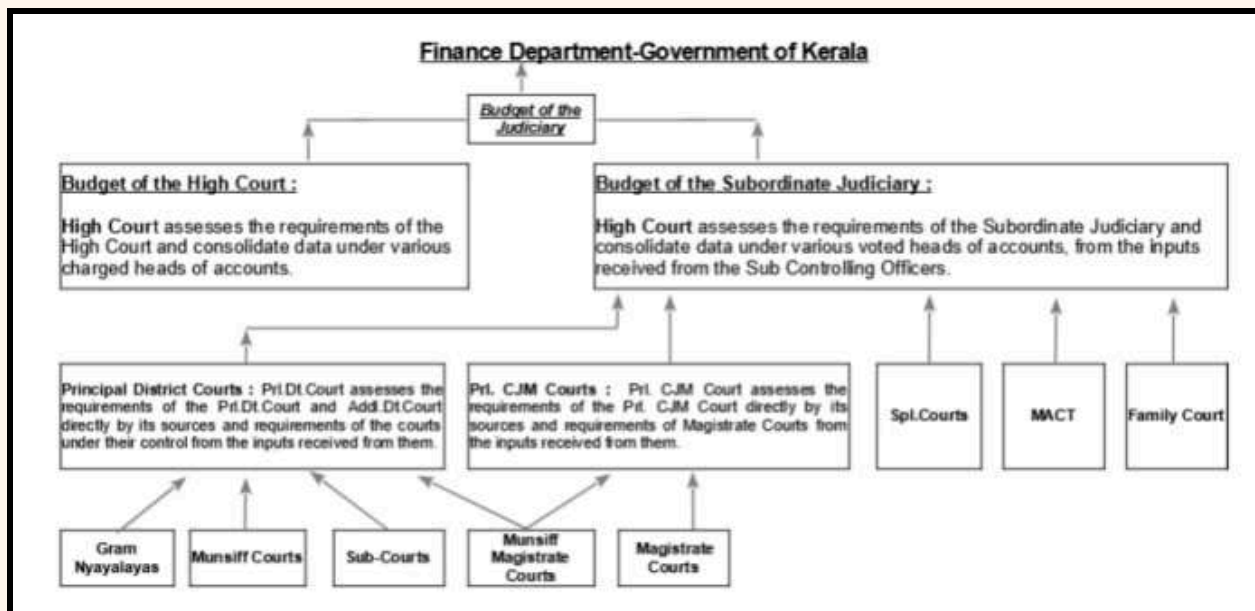 Finance Department-Government of Kerala
Budget of the
Judiciary
Budget of the High Court :
High Court assesses the requirements of the
High Court and consolidate data under various
charged heads of accounts.
Budget of the Subordinate Judiciary :
High Court assesses the requirements of the Subordinate Judiciary and
consolidate data under various voted heads of accounts, from the inputs
received from the Sub Controlling Officers.
Principal District Courts : Prl.Dt.Court assesses the
requirements of the Prl.Dt.Court and Addl.Dt.Court
directly by its sources and requirements of the courts
under their control from the inputs received from them.
Prl. CJM Courts : Prl. CJM Court assesses the
requirements of the Prl. CJM Court directly by its
sources and requirements of Magistrate Courts from
the inputs received from them.
Spl.Courts
MACT
Family Court
Gram
Nyayalayas
Munsiff Courts
Sub-Courts
Munsiff
Magistrate
Courts
Magistrate
Courts